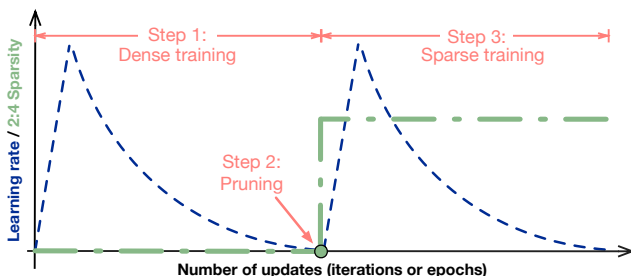 Step 1:
Dense training
Step 3:
Sparse training
Step 2:
Pruning
Learning rate / 2:4 Sparsity
Number of updates (iterations or epochs)